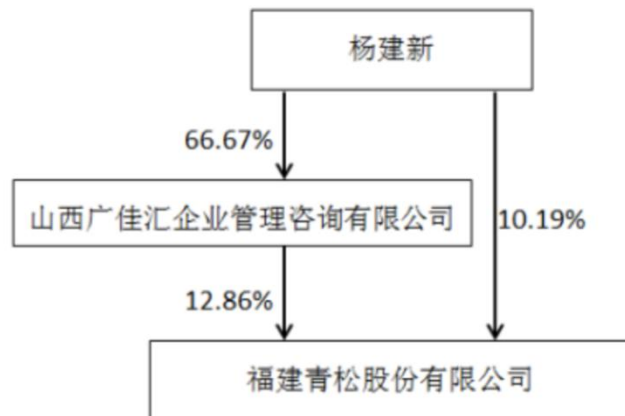 杨建新
66.67%
山西广佳汇企业管理咨询有限公司
10.19%
12.86%
福建青松股份有限公司